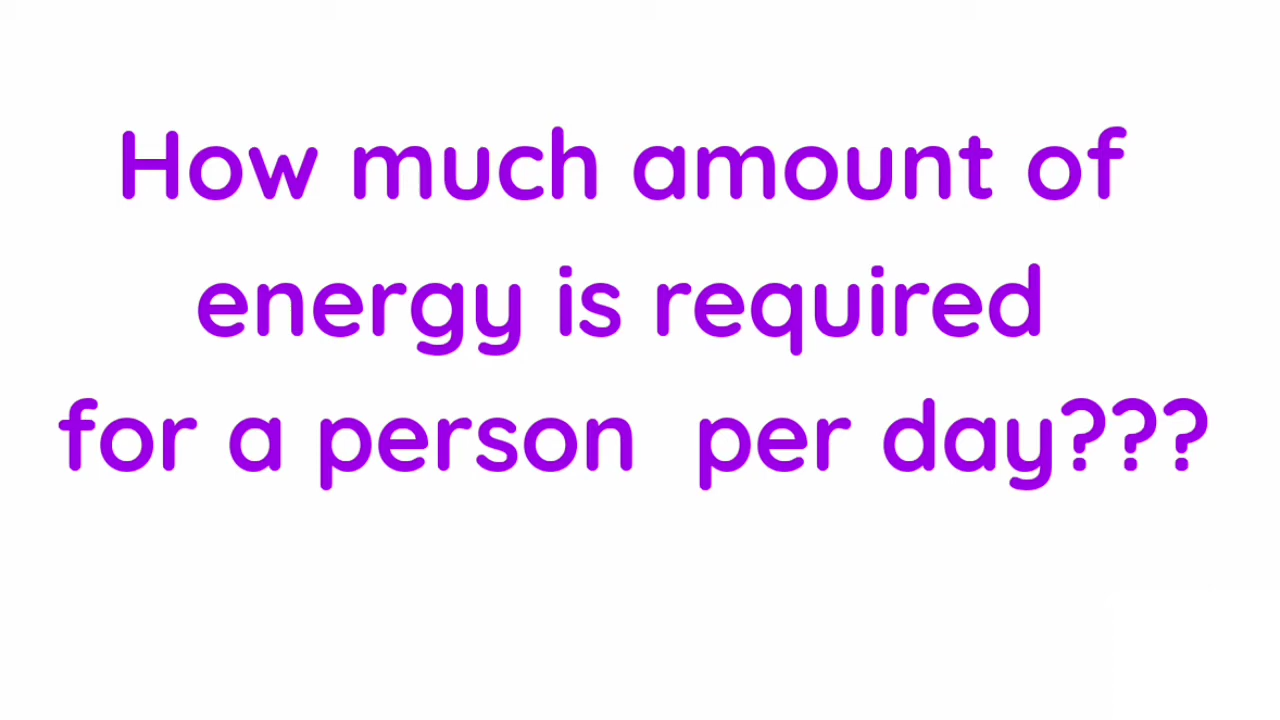 How much amount of
energy is required
for a person per day???